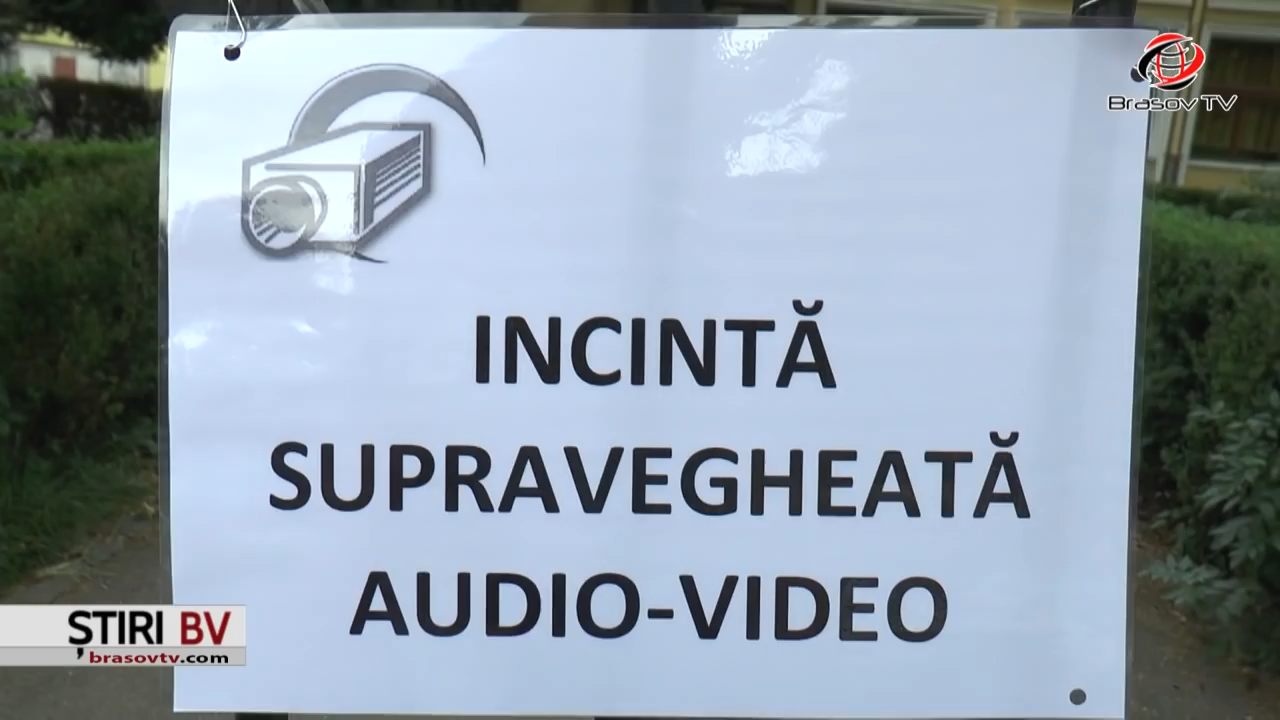 Brasov TV
INCINTĂ
SUPRAVEGHEATĂ
AUDIO-VIDEO
ȘTIRI BV
brasovtv.com